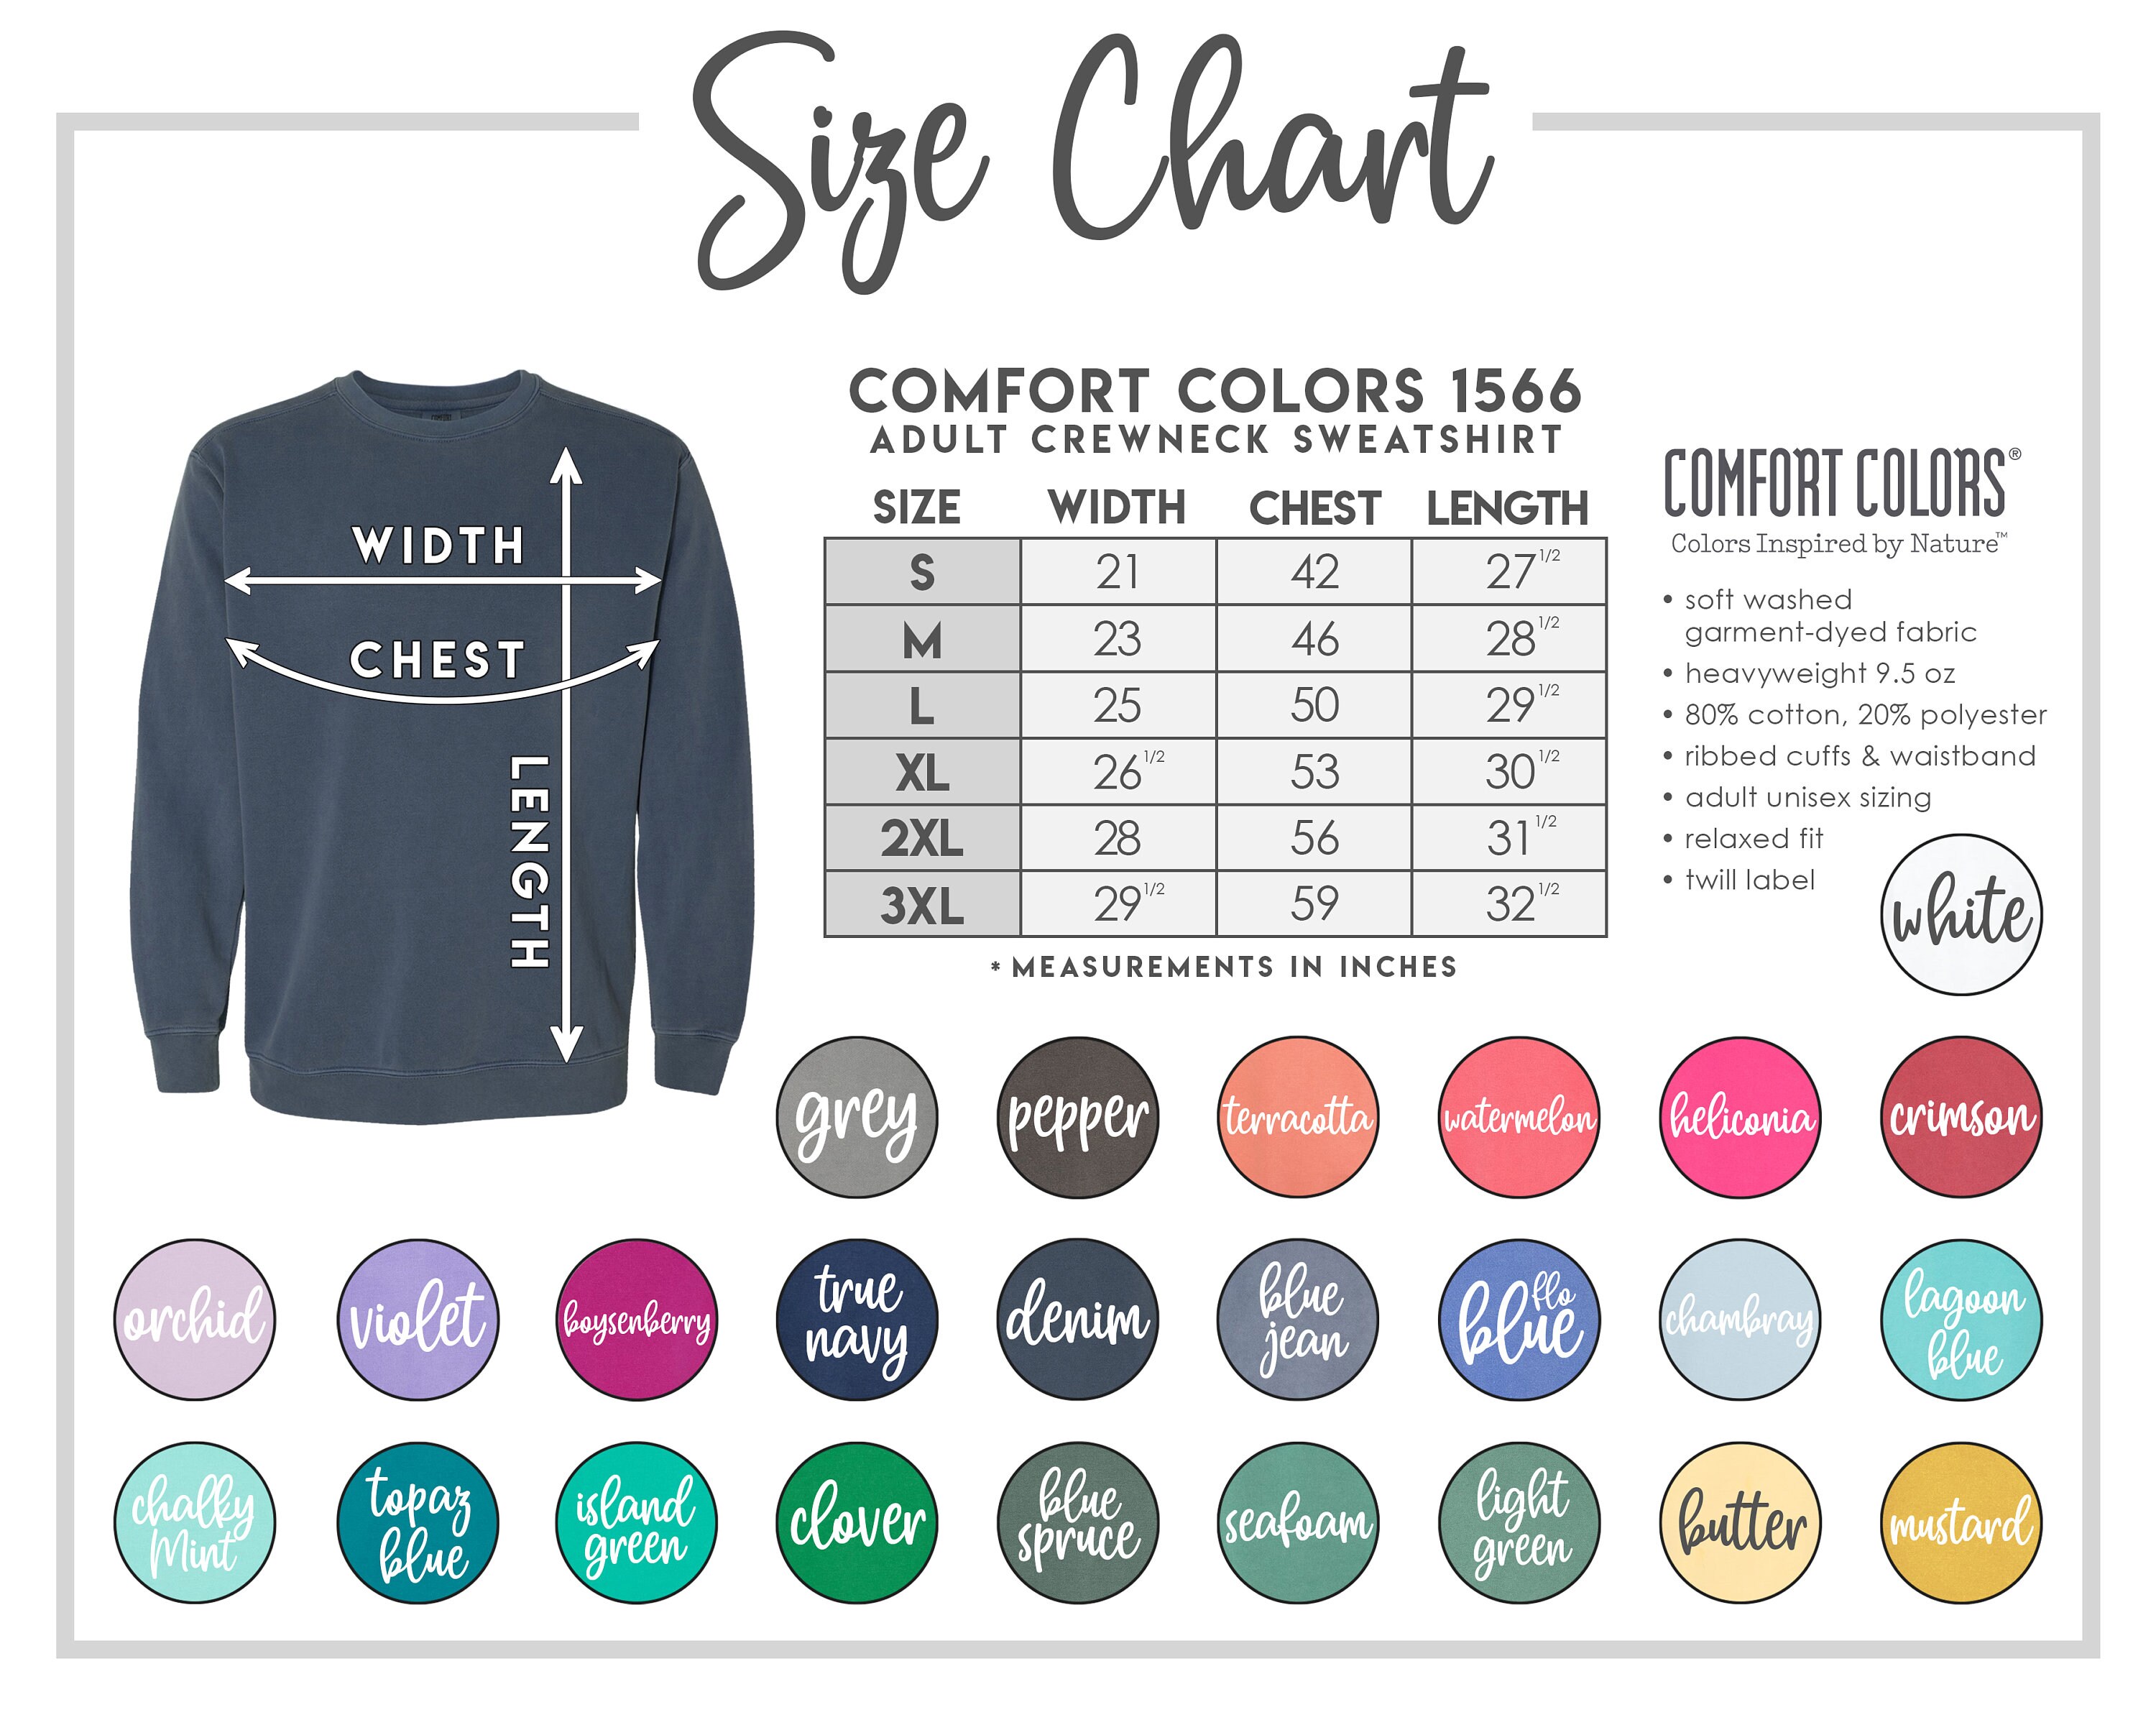 Size Chart
COMFORT COLORS 1566
ADULT CREWNECK SWEATSHIRT
SIZE WIDTH CHEST LENGTH
S 21 42 27 1/2
M 23 46 28 1/2
L 25 50 29 1/2
XL 26 1/2 53 30 1/2
2XL 28 56 31 1/2
3XL 29 1/2 59 32 1/2
* MEASUREMENTS IN INCHES
WIDTH
CHEST
LENGTH
COMFORT COLORS®
Colors Inspired by Nature™
• soft washed
garment-dyed fabric
• heavyweight 9.5 oz
• 80% cotton, 20% polyester
• ribbed cuffs & waistband
• adult unisex sizing
• relaxed fit
• twill label
white
grey
pepper
terracotta
watermelon
heliconia
crimson
orchid
violet
boysenberry
true
navy
denim
blue
jean
flo
blue
chambray
lagoon
blue
chalky
Mint
topaz
blue
island
green
clover
blue
spruce
seafoam
light
green
butter
mustard